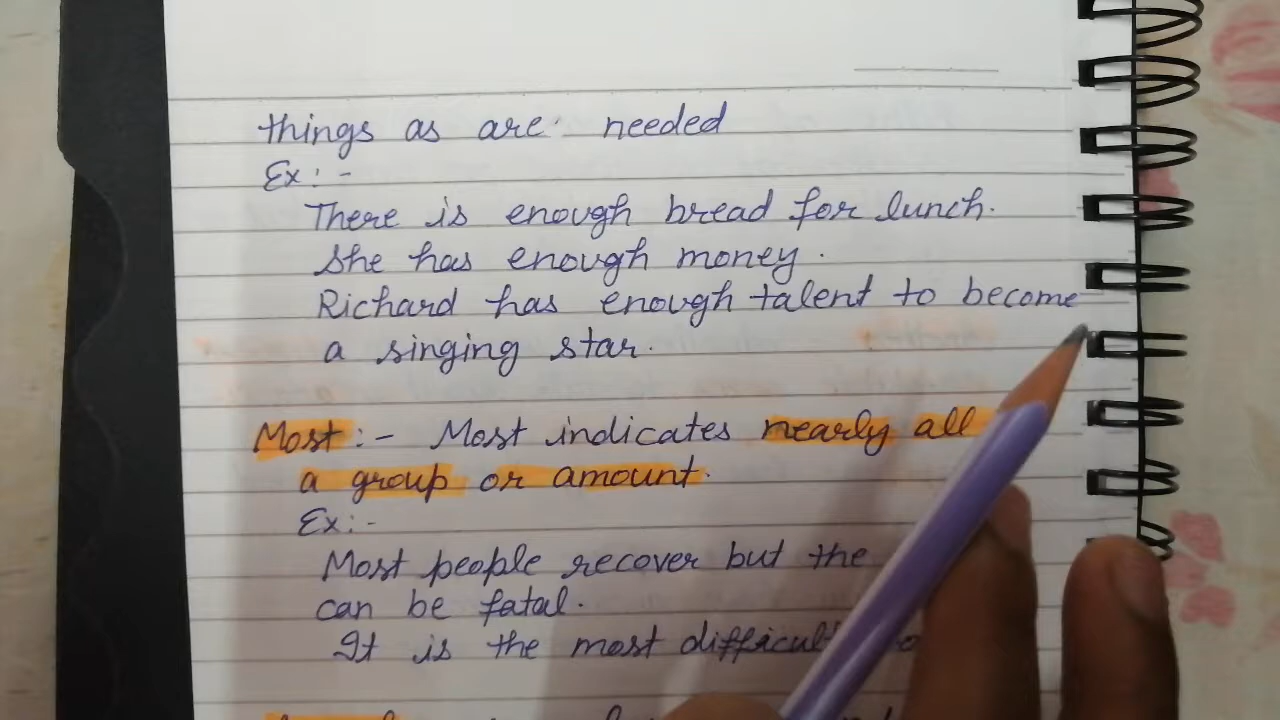 things as are needed
Ex:-
There is enough bread for lunch.
She has enough money.
Richard has enough talent to become
a singing star.
Most:- Most indicates nearly all
a group or amount.
Ex:-
Most people recover but the
can be fatal.
It is the most difficult